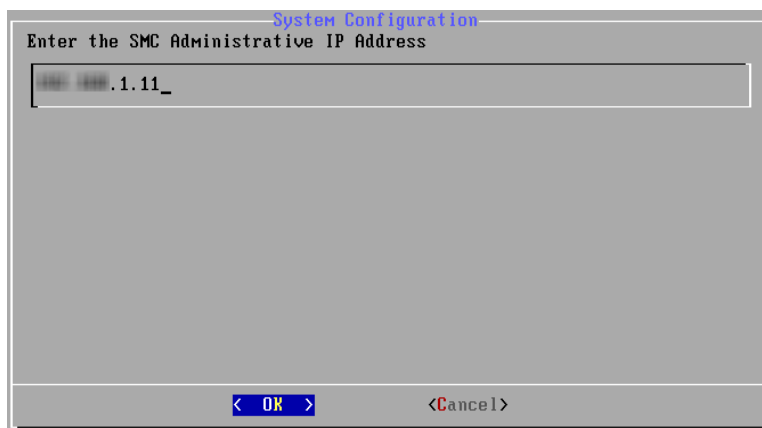 System Configuration
Enter the SMC Administrative IP Address
.1.11_
< OK > <Cancel>